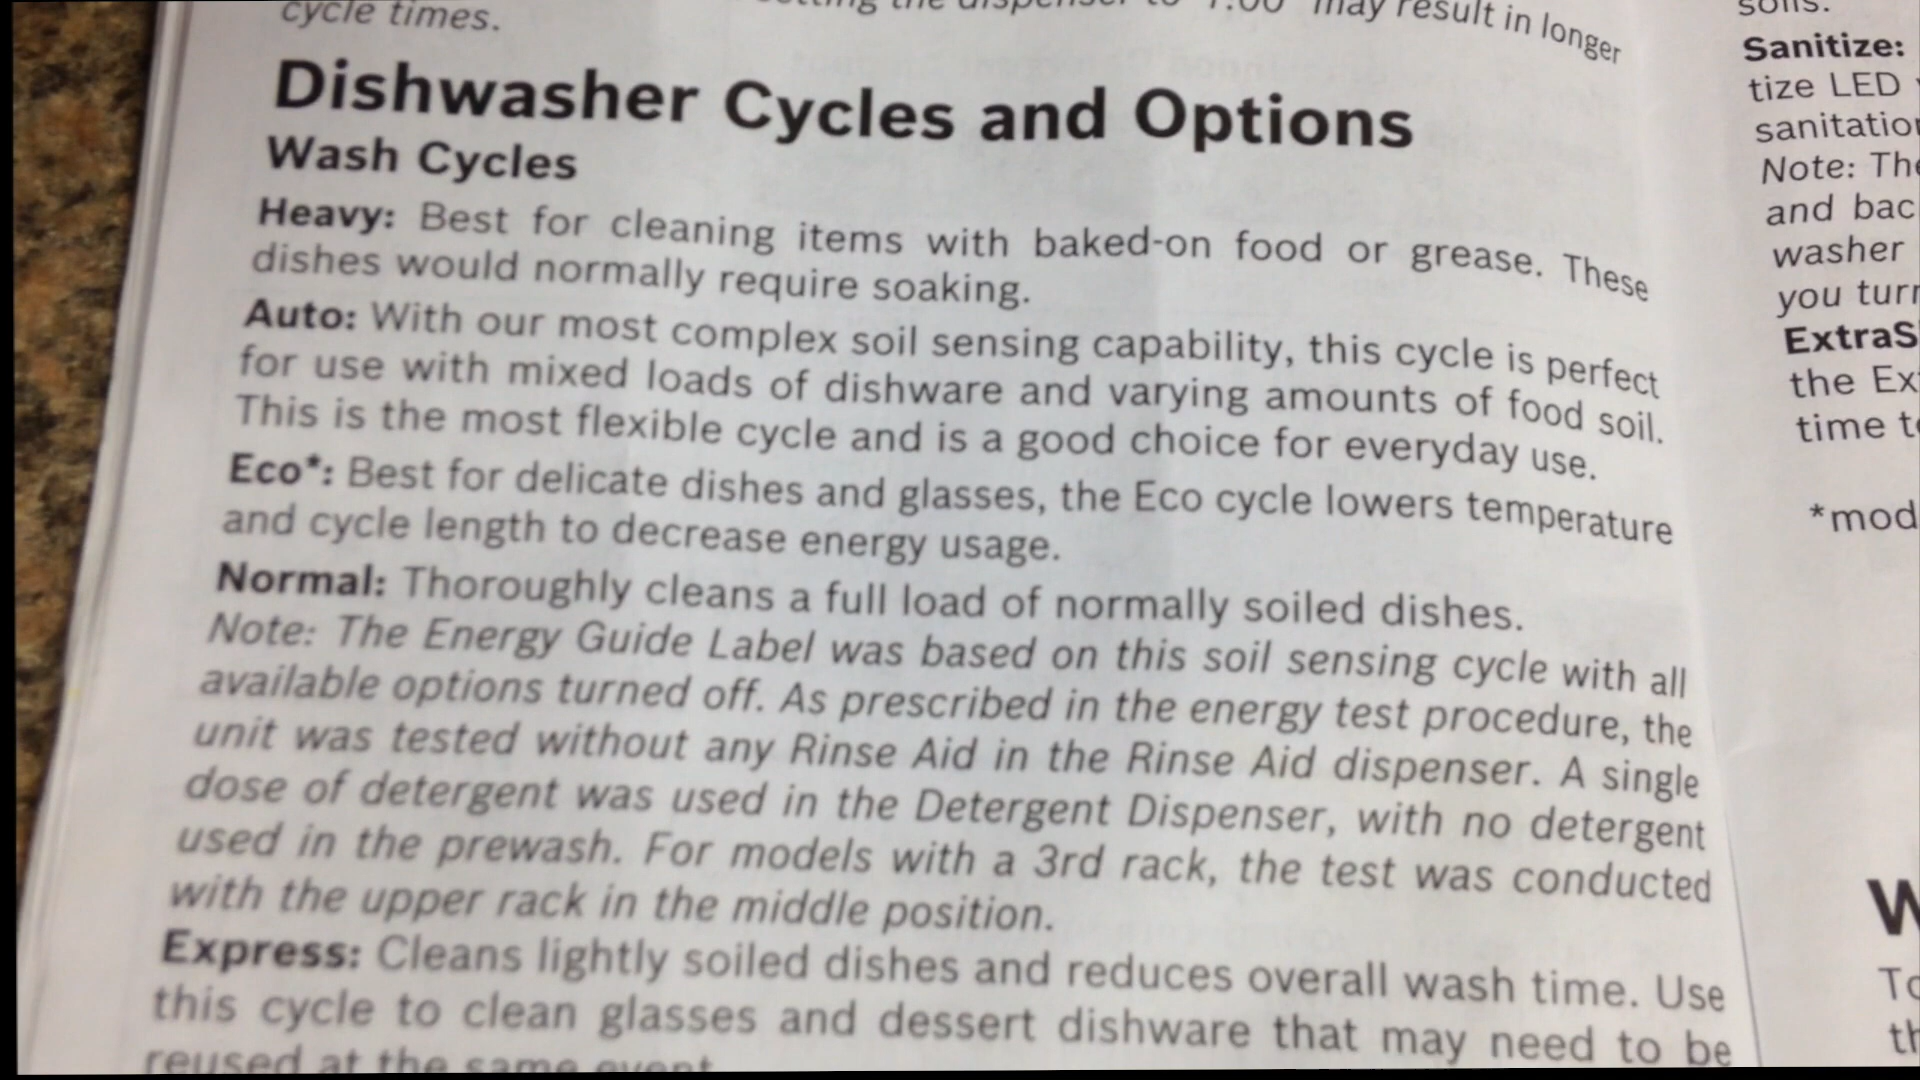 cycle times.
the dispenser to may result in longer
Dishwasher Cycles and Options
Wash Cycles
Heavy: Best for cleaning items with baked-on food or grease. These
dishes would normally require soaking.
Auto: With our most complex soil sensing capability, this cycle is perfect
for use with mixed loads of dishware and varying amounts of food soil.
This is the most flexible cycle and is a good choice for everyday use.
Eco*: Best for delicate dishes and glasses, the Eco cycle lowers temperature
and cycle length to decrease energy usage.
Normal: Thoroughly cleans a full load of normally soiled dishes.
Note: The Energy Guide Label was based on this soil sensing cycle with all
available options turned off. As prescribed in the energy test procedure, the
unit was tested without any Rinse Aid in the Rinse Aid dispenser. A single
dose of detergent was used in the Detergent Dispenser, with no detergent
used in the prewash. For models with a 3rd rack, the test was conducted
with the upper rack in the middle position.
Express: Cleans lightly soiled dishes and reduces overall wash time. Use
this cycle to clean glasses and dessert dishware that may need to be
reused at the same event
soils.
Sanitize:
tize LED
sanitatio
Note: The
and bac
washer
you turr
ExtraS
the Ex
time t
*mod
W
To
th